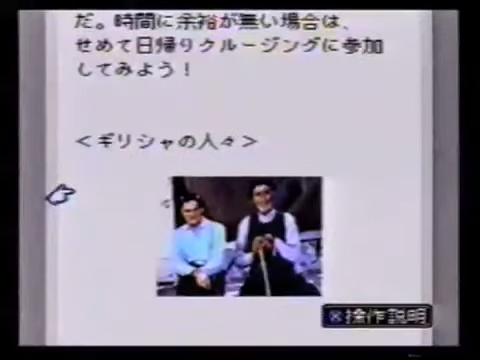 だ。時間に余裕が無い場合は、
せめて日帰りクルージングに参加
してみよう！
＜ギリシャの人々＞
※操作説明